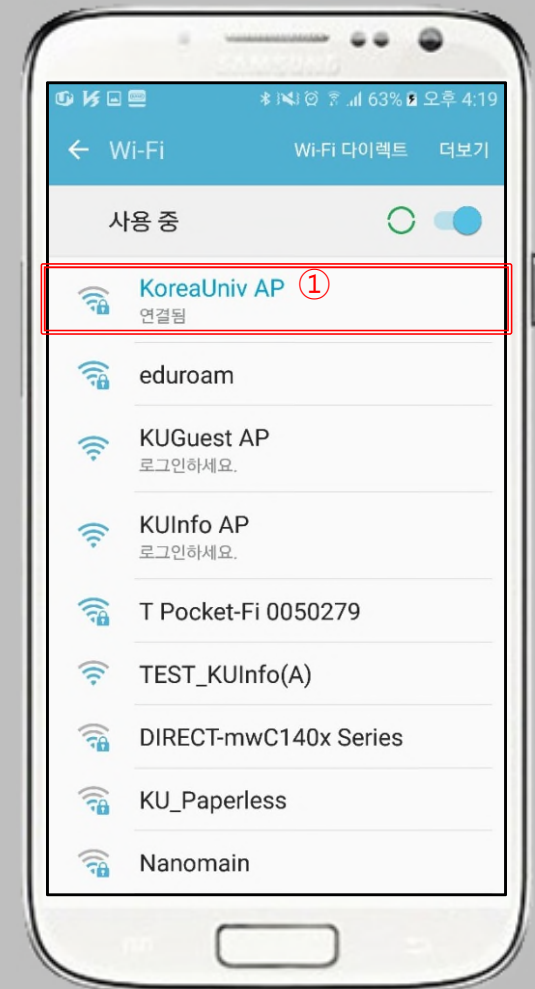 SAMSUNG
63% 오후 4:19
Wi-Fi Wi-Fi 다이렉트 더보기
사용 중
KoreaUniv AP ①
연결됨
eduroam
KUGuest AP
로그인하세요.
KUInfo AP
로그인하세요.
T Pocket-Fi 0050279
TEST_KUInfo(A)
DIRECT-mwC140x Series
KU_Paperless
Nanomain